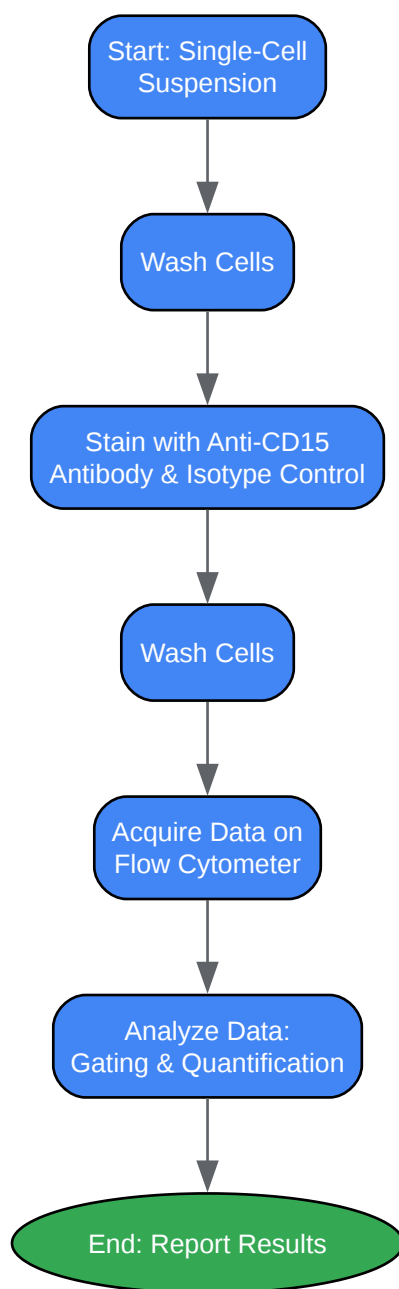 Start: Single-Cell
Suspension
Wash Cells
Stain with Anti-CD15
Antibody & Isotype Control
Wash Cells
Acquire Data on
Flow Cytometer
Analyze Data:
Gating & Quantification
End: Report Results